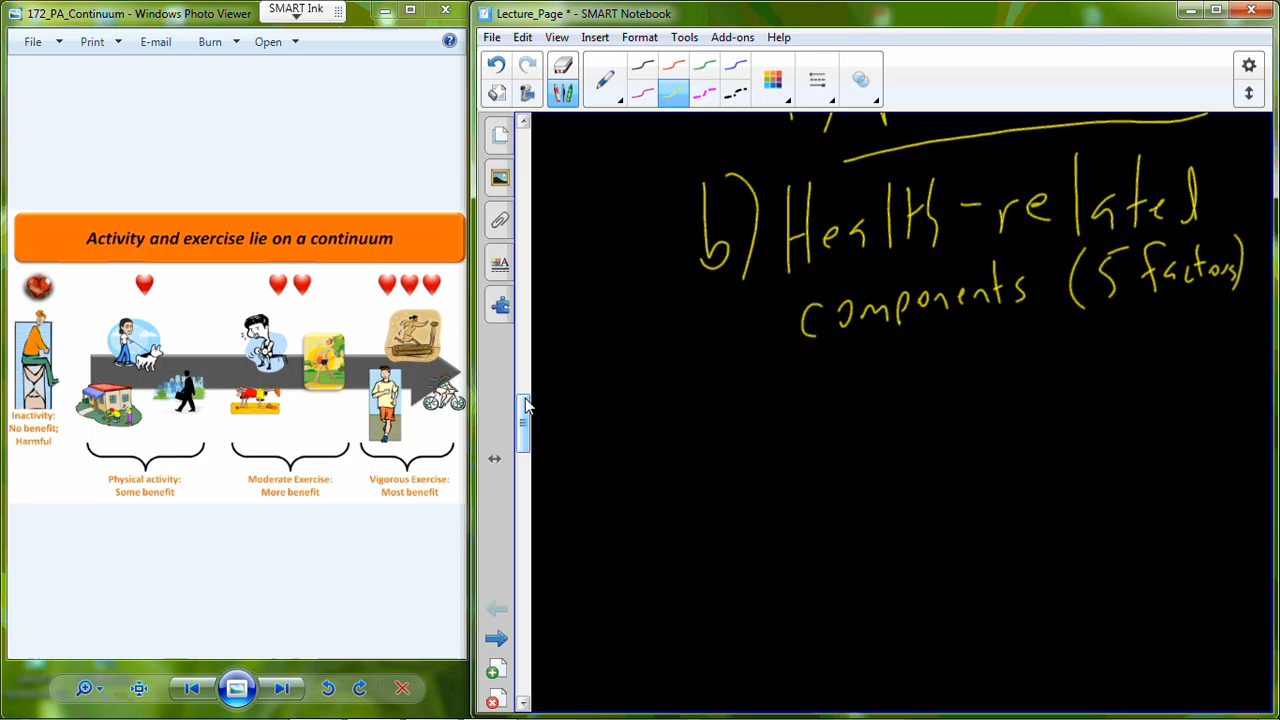 172_PA_Continuum - Windows Photo Viewer
SMART Ink
File Print E-mail Burn Open
Activity and exercise lie on a continuum
Inactivity:
No benefit;
Harmful
Physical activity:
Some benefit
Moderate Exercise:
More benefit
Vigorous Exercise:
Most benefit
Lecture_Page * - SMART Notebook
File Edit View Insert Format Tools Add-ons Help
b) Health-related
components (5 factors)